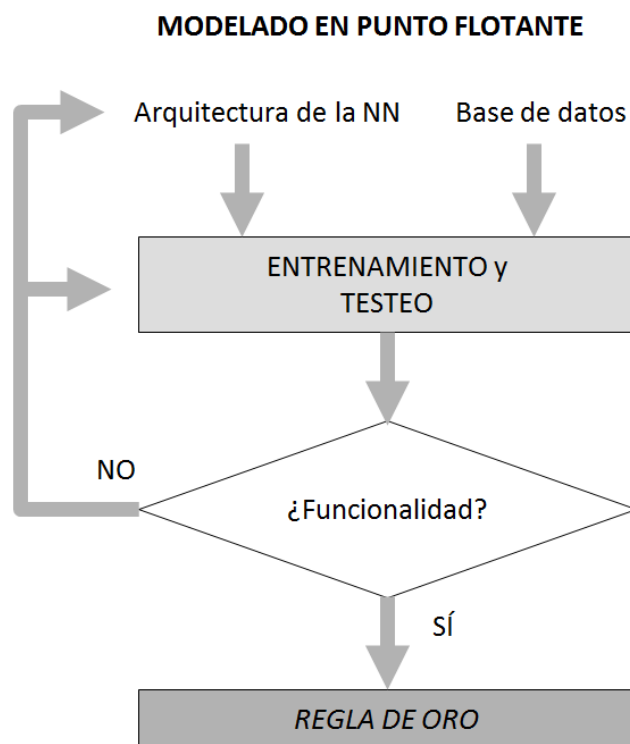 MODELADO EN PUNTO FLOTANTE
Arquitectura de la NN
Base de datos
ENTRENAMIENTO y
TESTEO
NO
¿Funcionalidad?
SÍ
REGLA DE ORO